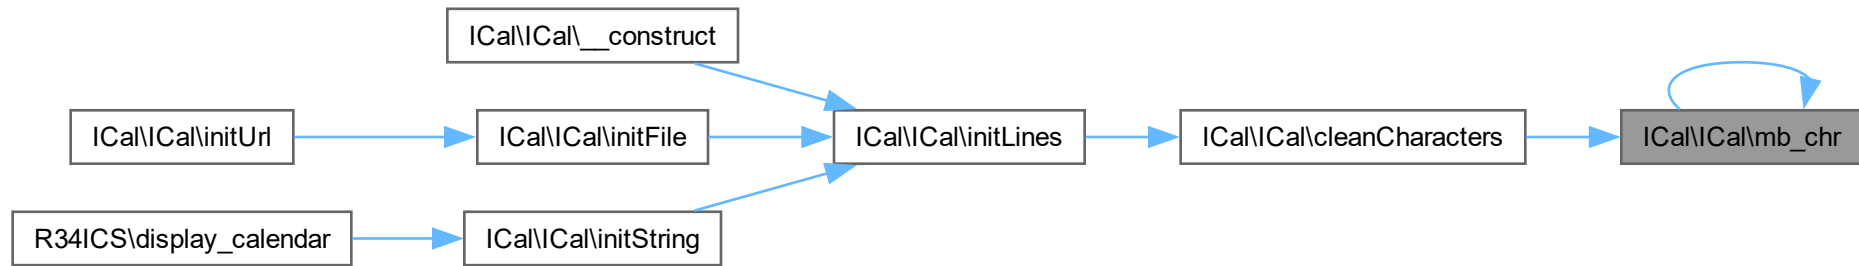 ICal\ICal\__construct
ICal\ICal\initUrl
ICal\ICal\initFile
ICal\ICal\initLines
ICal\ICal\cleanCharacters
ICal\ICal\mb_chr
R34ICS\display_calendar
ICal\ICal\initString